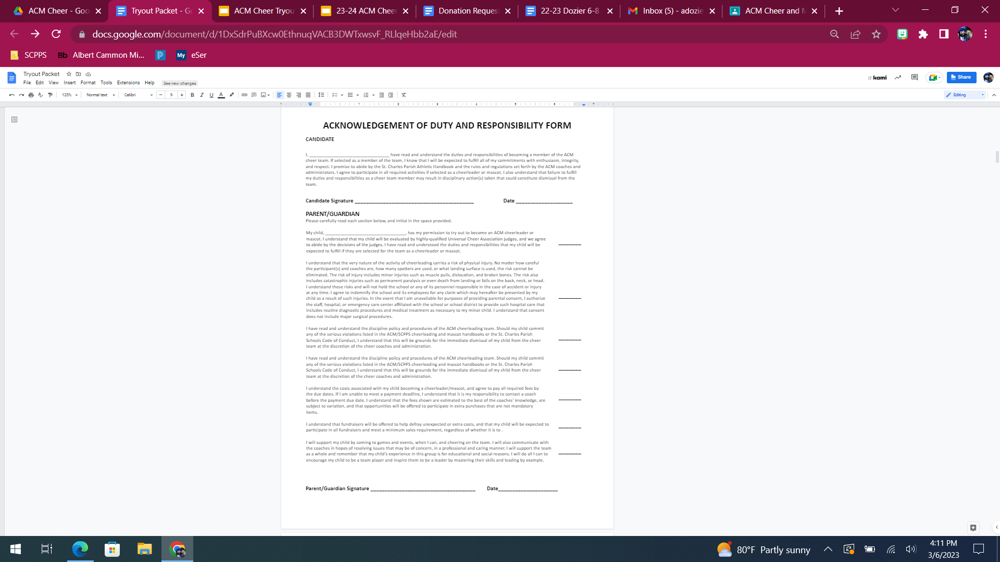 ACM Cheer - Goo
Tryout Packet - Go
ACM Cheer Tryou
23-24 ACM Cheer
Donation Reques
22-23 Dozier 6-8
Inbox (5) - adozie
ACM Cheer and M
docs.google.com/document/d/1DxSdrPuBXcw0EthnuqVACB3DWTxwsvF_RLlqeHbb2aE/edit
SCPPS
Bb Albert Cammon Mi...
My eSer
Tryout Packet
File Edit View Insert Format Tools Extensions Help See new changes
kami
Share
125% Normal text Calibri 9 B I U A
Editing
1 1 2 3 4 5 6 7
ACKNOWLEDGEMENT OF DUTY AND RESPONSIBILITY FORM
CANDIDATE
I, ________________________________ have read and understand the duties and responsibilities of becoming a member of the ACM
cheer team. If selected as a member of the team, I know that I will be expected to fulfill all of my commitments with enthusiasm, integrity,
and respect. I promise to abide by the St. Charles Parish Athletic Handbook and the rules and regulations set forth by the ACM coaches and
administrators. I agree to participate in all required activities if selected as a cheerleader or mascot. I also understand that failure to fulfill
my duties and responsibilities as a cheer team member may result in disciplinary action(s) taken that could constitute dismissal from the
team.
Candidate Signature __________________________________________ Date ____________________
PARENT/GUARDIAN
Please carefully read each section below, and initial in the space provided.
My child, ________________________________, has my permission to try out to become an ACM cheerleader or
mascot. I understand that my child will be evaluated by highly-qualified Universal Cheer Association judges, and we agree
to abide by the decisions of the judges. I have read and understood the duties and responsibilities that my child will be ________
expected to fulfill if they are selected for the team as a cheerleader or mascot.
I understand that the very nature of the activity of cheerleading carries a risk of physical injury. No matter how careful
the participant(s) and coaches are, how many spotters are used, or what landing surface is used, the risk cannot be
eliminated. The risk of injury includes minor injuries such as muscle pulls, dislocation, and broken bones. The risk also
includes catastrophic injuries such as permanent paralysis or even death from landing or falls on the back, neck, or head.
I understand these risks and will not hold the school or any of its personnel responsible in the case of accident or injury
at any time. I agree to indemnify the school and its employees for any claim which may hereafter be presented by my
child as a result of such injuries. In the event that I am unavailable for purposes of providing parental consent, I authorize ________
the staff, hospital, or emergency care center affiliated with the school or school district to provide such hospital care that
includes routine diagnostic procedures and medical treatment as necessary to my minor child. I understand that consent
does not include major surgical procedures.
I have read and understand the discipline policy and procedures of the ACM cheerleading team. Should my child commit
any of the serious violations listed in the ACM/SCPPS cheerleading and mascot handbooks or the St. Charles Parish
Schools Code of Conduct, I understand that this will be grounds for the immediate dismissal of my child from the cheer ________
team at the discretion of the cheer coaches and administration.
I have read and understand the discipline policy and procedures of the ACM cheerleading team. Should my child commit
any of the serious violations listed in the ACM/SCPPS cheerleading and mascot handbooks or the St. Charles Parish
Schools Code of Conduct, I understand that this will be grounds for the immediate dismissal of my child from the cheer ________
team at the discretion of the cheer coaches and administration.
I understand the costs associated with my child becoming a cheerleader/mascot, and agree to pay all required fees by
the due dates. If I am unable to meet a payment deadline, I understand that it is my responsibility to contact a coach
before the payment due date. I understand that the fees shown are estimated to the best of the coaches' knowledge, are ________
subject to variation, and that opportunities will be offered to participate in extra purchases that are not mandatory
items.
I understand that fundraisers will be offered to help defray unexpected or extra costs, and that my child will be expected to ________
participate in all fundraisers and meet a minimum sales requirement, regardless of whether it is to .
I will support my child by coming to games and events, when I can, and cheering on the team. I will also communicate with
the coaches in hopes of resolving issues that may be of concern, in a professional and caring manner. I will support the team
as a whole and remember that my child's experience in this group is for educational and social reasons. I will do all I can to ________
encourage my child to be a team player and inspire them to be a leader by mastering their skills and leading by example.
Parent/Guardian Signature _____________________________________ Date_____________________
80°F Partly sunny
4:11 PM
3/6/2023